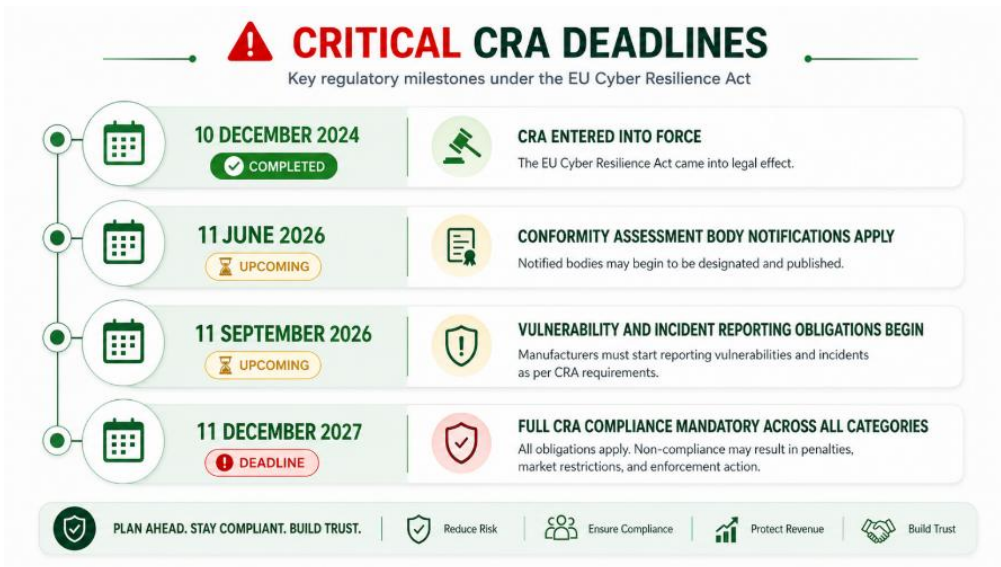 CRITICAL CRA DEADLINES
Key regulatory milestones under the EU Cyber Resilience Act
10 DECEMBER 2024
COMPLETED
CRA ENTERED INTO FORCE
The EU Cyber Resilience Act came into legal effect.
11 JUNE 2026
UPCOMING
CONFORMITY ASSESSMENT BODY NOTIFICATIONS APPLY
Notified bodies may begin to be designated and published.
11 SEPTEMBER 2026
UPCOMING
VULNERABILITY AND INCIDENT REPORTING OBLIGATIONS BEGIN
Manufacturers must start reporting vulnerabilities and incidents
as per CRA requirements.
11 DECEMBER 2027
DEADLINE
FULL CRA COMPLIANCE MANDATORY ACROSS ALL CATEGORIES
All obligations apply. Non-compliance may result in penalties,
market restrictions, and enforcement action.
PLAN AHEAD. STAY COMPLIANT. BUILD TRUST.
Reduce Risk
Ensure Compliance
Protect Revenue
Build Trust